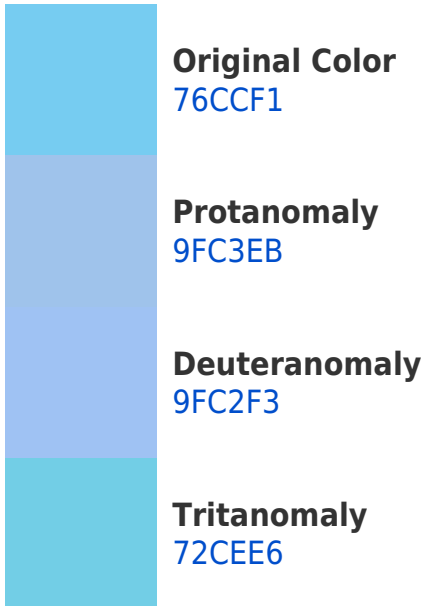 Original Color
76CCF1
Protanomaly
9FC3EB
Deuteranomaly
9FC2F3
Tritanomaly
72CEE6